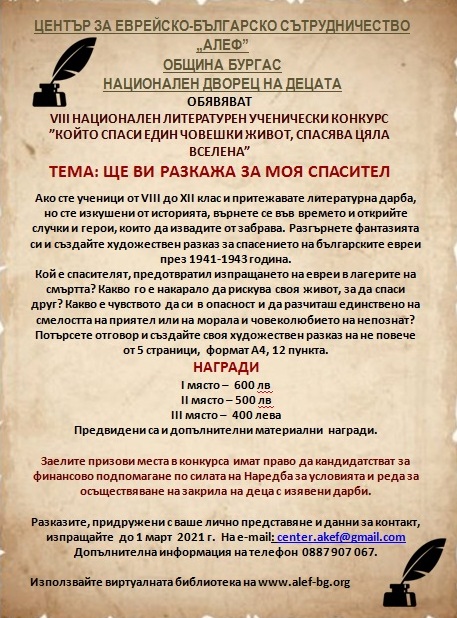 ЦЕНТЪР ЗА ЕВРЕЙСКО-БЪЛГАРСКО СЪТРУДНИЧЕСТВО
„АЛЕФ”
ОБЩИНА БУРГАС
НАЦИОНАЛЕН ДВОРЕЦ НА ДЕЦАТА
ОБЯВЯВАТ
VIII НАЦИОНАЛЕН ЛИТЕРАТУРЕН УЧЕНИЧЕСКИ КОНКУРС
”КОЙТО СПАСИ ЕДИН ЧОВЕШКИ ЖИВОТ, СПАСЯВА ЦЯЛА
ВСЕЛЕНА”
ТЕМА: ЩЕ ВИ РАЗКАЖА ЗА МОЯ СПАСИТЕЛ
Ако сте ученици от VIII до XII клас и притежавате литературна дарба,
но сте изкушени от историята, върнете се във времето и открийте
случки и герои, които да извадите от забрава. Разгърнете фантазията
си и създайте художествен разказ за спасението на българските евреи
през 1941-1943 година.
Кой е спасителят, предотвратил изпращането на евреи в лагерите на
смъртта? Какво го е накарало да рискува своя живот, за да спаси
друг? Какво е чувството да си в опасност и да разчиташ единствено на
смелостта на приятел или на морала и човеколюбието на непознат?
Потърсете отговор и създайте своя художествен разказ на не повече
от 5 страници, формат А4, 12 пункта.
НАГРАДИ
I място – 600 лв
II място – 500 лв
III място – 400 лева
Предвидени са и допълнителни материални награди.
Заелите призови места в конкурса имат право да кандидатстват за
финансово подпомагане по силата на Наредба за условията и реда за
осъществяване на закрила на деца с изявени дарби.
Разказите, придружени с ваше лично представяне и данни за контакт,
изпращайте до 1 март 2021 г. На e-mail: center.akef@gmail.com
Допълнителна информация на телефон 0887 907 067.
Използвайте виртуалната библиотека на www.alef-bg.org